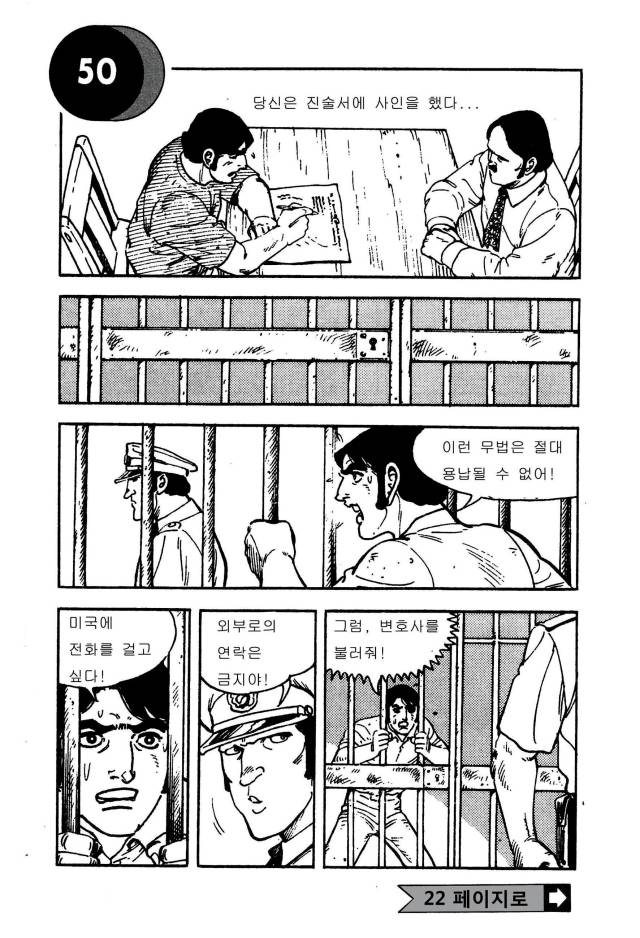 50
당신은 진술서에 사인을 했다...
이런 무법은 절대
용납될 수 없어!
미국에
전화를 걸고
싶다!
외부로의
연락은
금지야!
그럼, 변호사를
불러줘!
22 페이지로